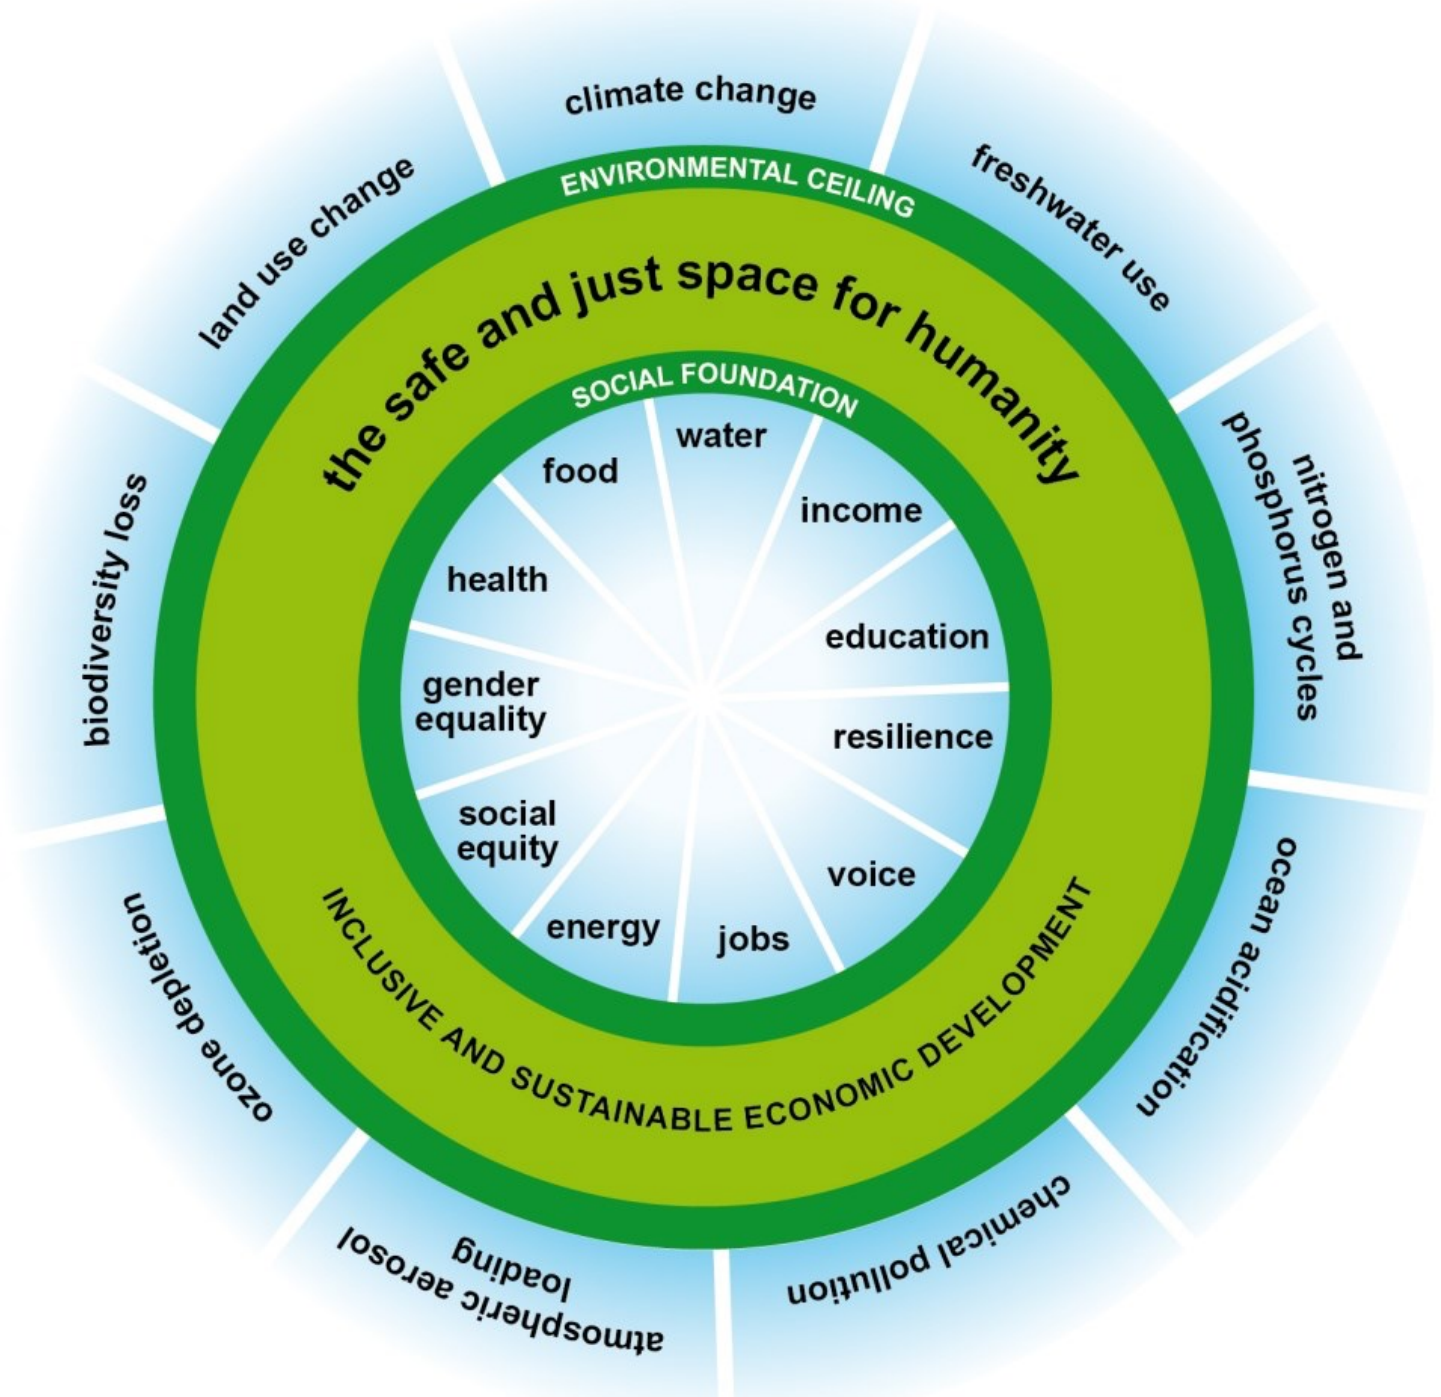 climate change
freshwater use
nitrogen and
phosphorus cycles
ocean acidification
chemical pollution
atmospheric aerosol
loading
ozone depletion
biodiversity loss
land use change
ENVIRONMENTAL CEILING
the safe and just space for humanity
SOCIAL FOUNDATION
water
income
education
resilience
voice
jobs
energy
social
equity
gender
equality
health
food
INCLUSIVE AND SUSTAINABLE ECONOMIC DEVELOPMENT